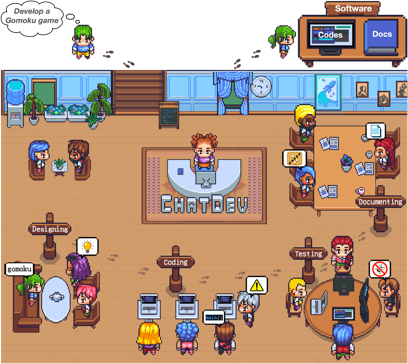 Develop a
Gomoku game
Software
Codes
Docs
CHATDEV
Designing
Documenting
Coding
Testing
gomoku